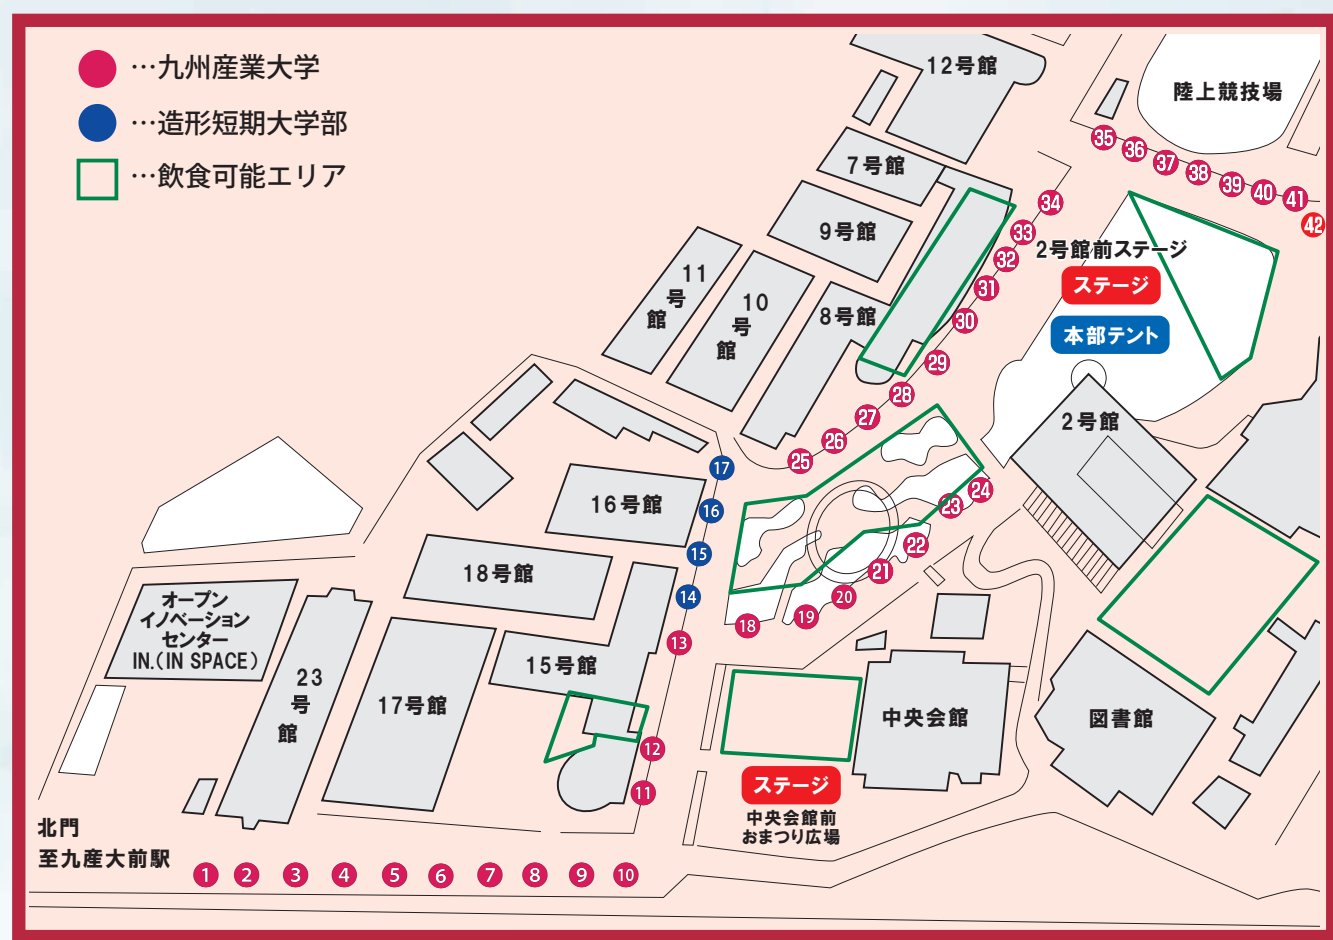 …九州産業大学
…造形短期大学部
…飲食可能エリア
12号館
陸上競技場
7号館
9号館
11
号
館
10
号
館
8号館
2号館前ステージ
ステージ
本部テント
2号館
16号館
18号館
オープン
イノベーション
センター
IN.(IN SPACE)
23
号
館
17号館
15号館
中央会館
図書館
ステージ
中央会館前
おまつり広場
北門
至九産大前駅
1
2
3
4
5
6
7
8
9
10
11
12
13
14
15
16
17
18
19
20
21
22
23
24
25
26
27
28
29
30
31
32
33
34
35
36
37
38
39
40
41
42